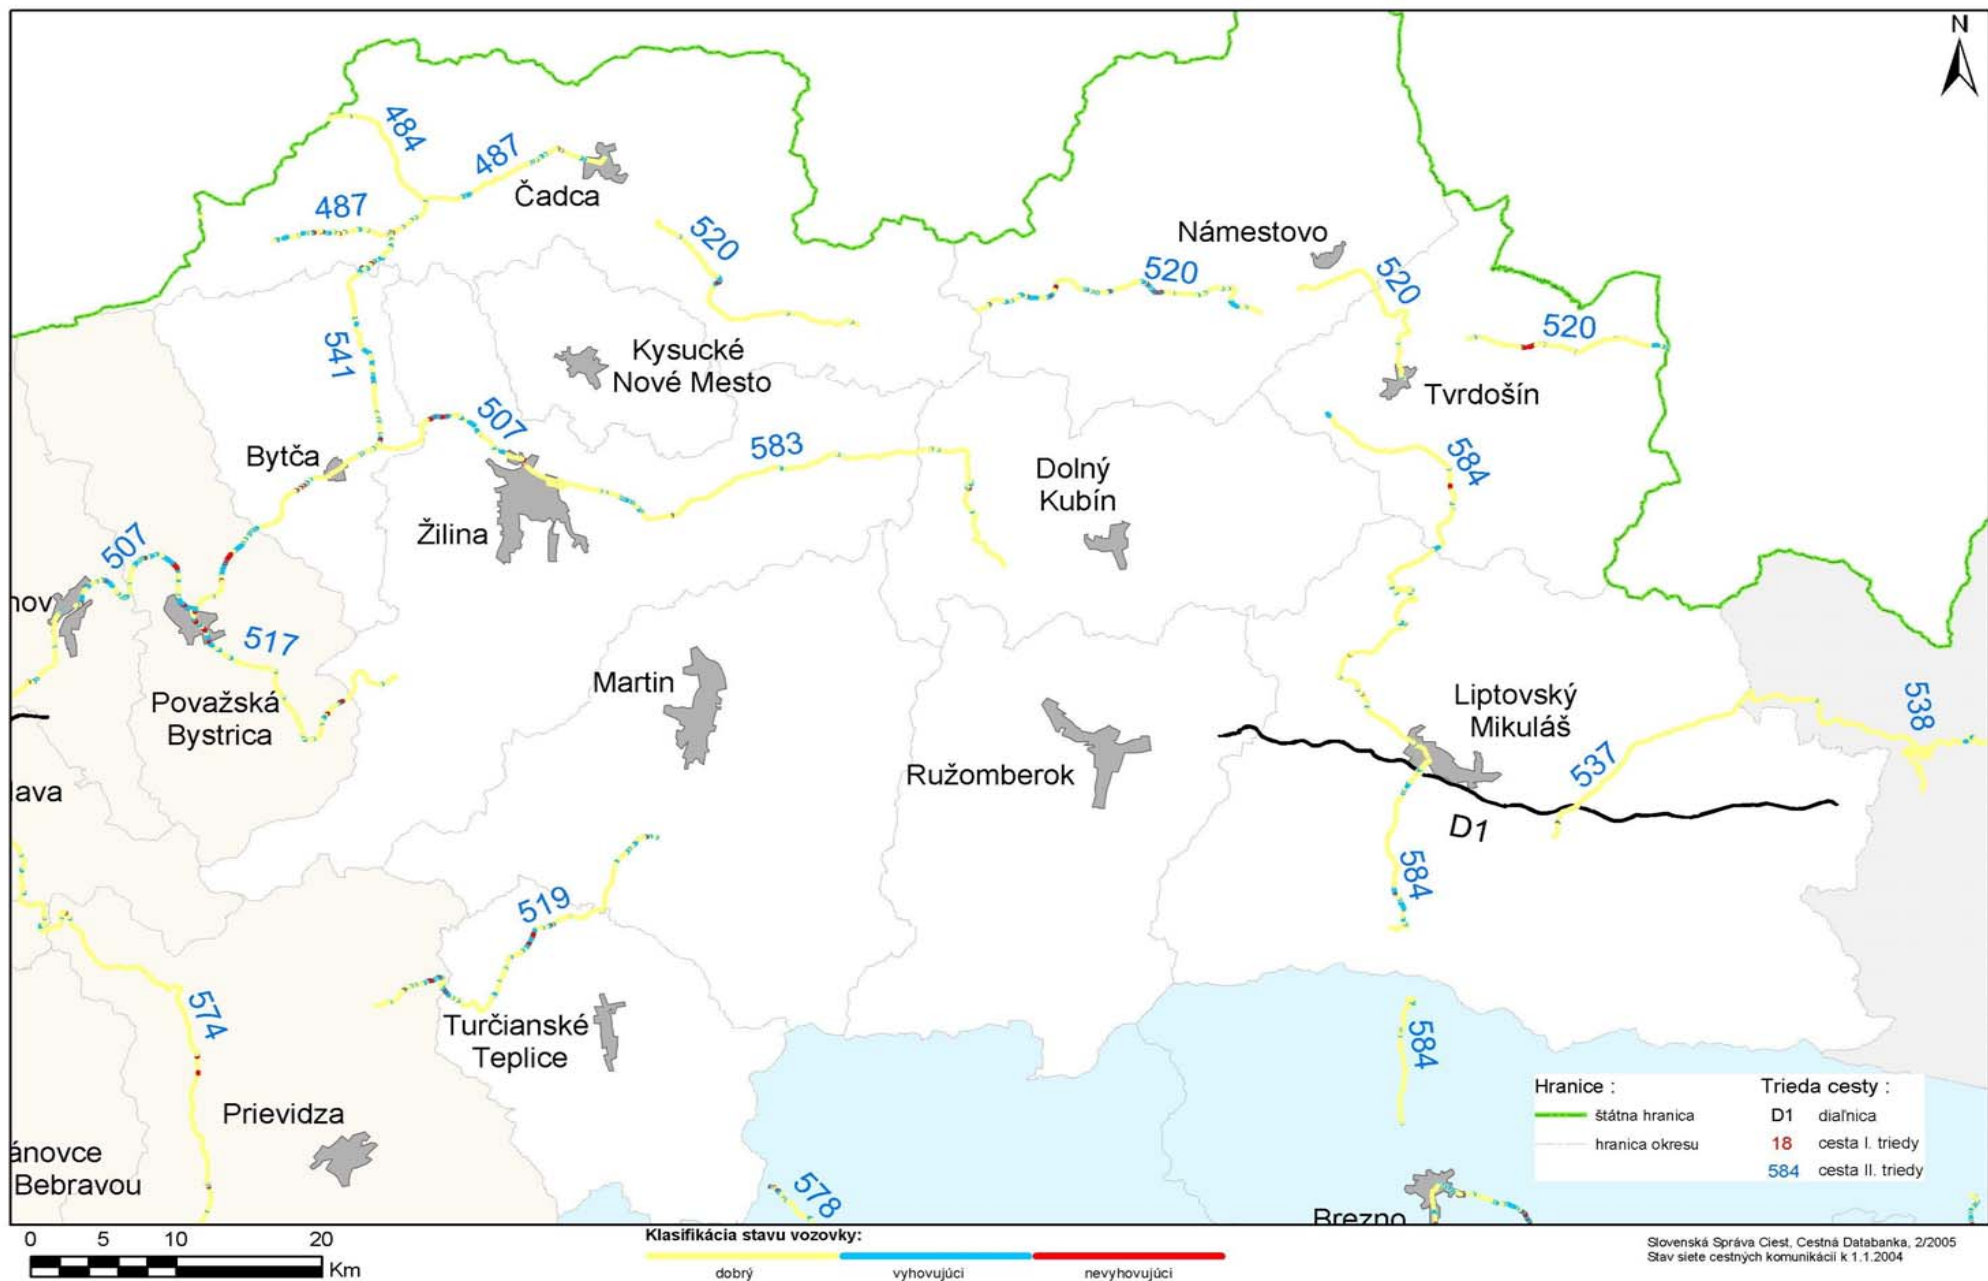 N
484
487
Čadca
487
520
Námestovo
520
520
520
541
Kysucké
Nové Mesto
Tvrdošín
507
583
Bytča
Dolný
Kubín
584
Žilina
507
nov
517
Martin
Považská
Bystrica
Liptovský
Mikuláš
538
Ružomberok
537
lava
D1
584
519
574
Turčianske
Teplice
584
Prievidza
ánovce
Bebravou
578
Brezno
Hranice :
štátna hranica
hranica okresu
Trieda cesty :
D1 diaľnica
18 cesta I. triedy
584 cesta II. triedy
0 5 10 20
Km
Klasifikácia stavu vozovky:
dobrý vyhovujúci nevyhovujúci
Slovenská Správa Ciest, Cestná Databanka, 2/2005
Stav siete cestných komunikácií k 1.1.2004